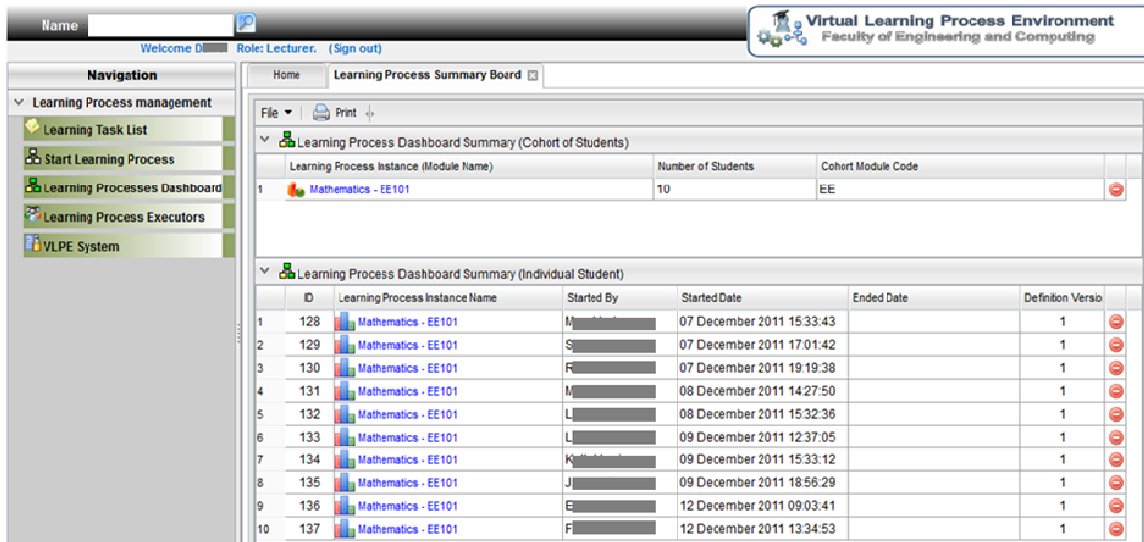 Name
Virtual Learning Process Environment
Faculty of Engineering and Computing
Welcome D Role: Lecturer. (Sign out)
Navigation
Home Learning Process Summary Board
Learning Process management
Learning Task List
Start Learning Process
Learning Processes Dashboard
Learning Process Executors
VLPE System
File Print
Learning Process Dashboard Summary (Cohort of Students)
Learning Process Instance (Module Name) Number of Students Cohort Module Code
1 Mathematics - EE101 10 EE
Learning Process Dashboard Summary (Individual Student)
ID Learning Process Instance Name Started By Started Date Ended Date Definition Versio
1 128 Mathematics - EE101 M 07 December 2011 15:33:43 1
2 129 Mathematics - EE101 S 07 December 2011 17:01:42 1
3 130 Mathematics - EE101 R 07 December 2011 19:19:38 1
4 131 Mathematics - EE101 M 08 December 2011 14:27:50 1
5 132 Mathematics - EE101 L 08 December 2011 15:32:36 1
6 133 Mathematics - EE101 L 09 December 2011 12:37:05 1
7 134 Mathematics - EE101 K 09 December 2011 15:33:12 1
8 135 Mathematics - EE101 J 09 December 2011 18:56:29 1
9 136 Mathematics - EE101 E 12 December 2011 09:03:41 1
10 137 Mathematics - EE101 F 12 December 2011 13:34:53 1